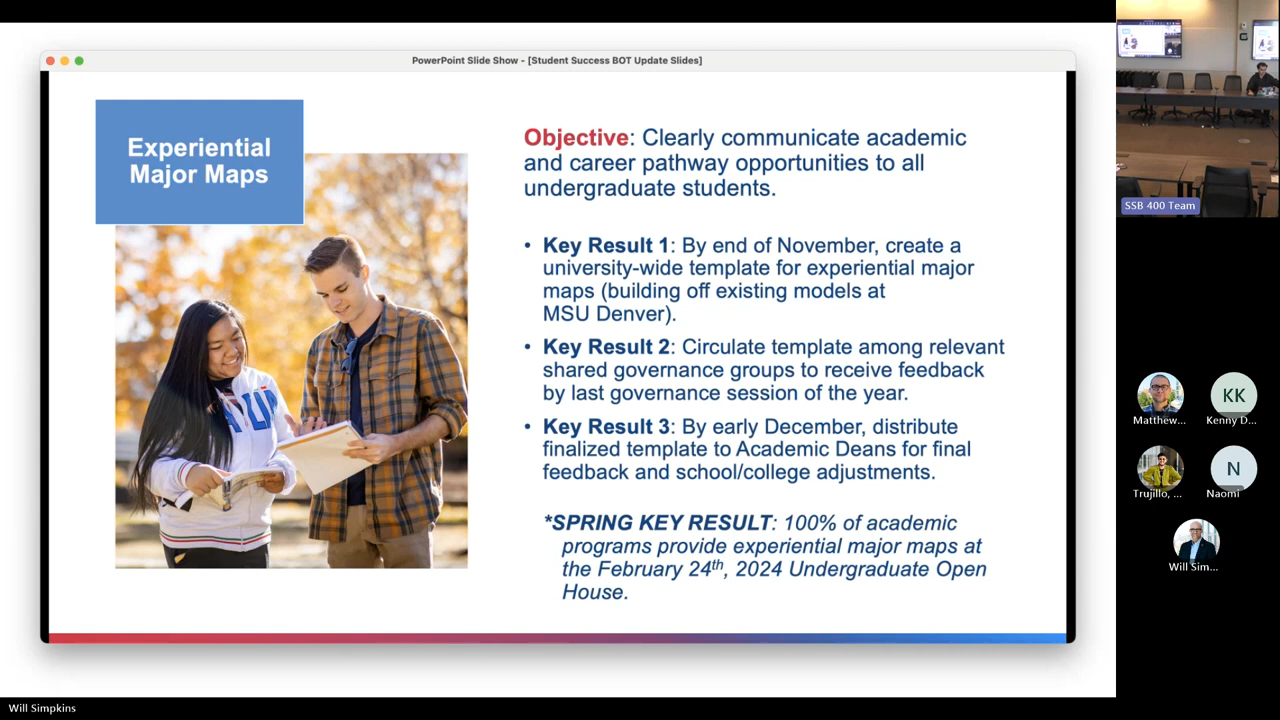 PowerPoint Slide Show - [Student Success BOT Update Slides]
Experiential
Major Maps
Objective: Clearly communicate academic
and career pathway opportunities to all
undergraduate students.
• Key Result 1: By end of November, create a
university-wide template for experiential major
maps (building off existing models at
MSU Denver).
• Key Result 2: Circulate template among relevant
shared governance groups to receive feedback
by last governance session of the year.
• Key Result 3: By early December, distribute
finalized template to Academic Deans for final
feedback and school/college adjustments.
*SPRING KEY RESULT: 100% of academic
programs provide experiential major maps at
the February 24th, 2024 Undergraduate Open
House.
SSB 400 Team
Matthew...
KK
Kenny D...
Trujillo, ...
N
Naomi
Will Sim...
Will Simpkins